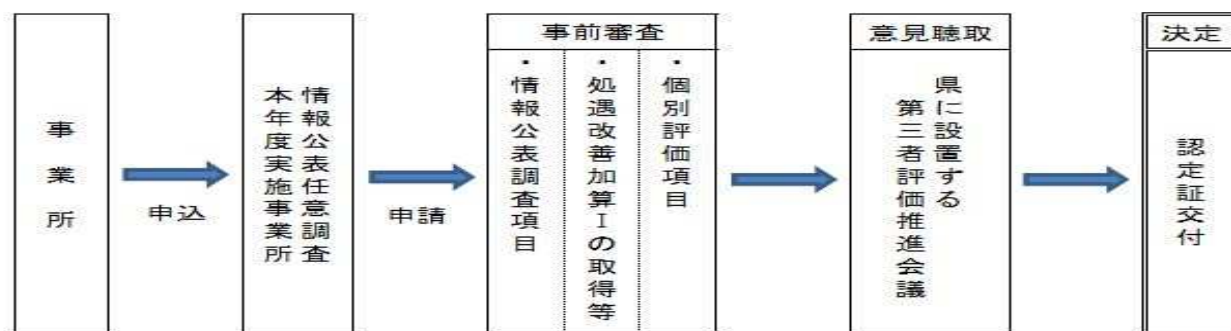 事業所
申込
情報公表任意調査
本年度実施事業所
申請
事前審査
・個別評価項目
・処遇改善加算Ⅰの取得等
・情報公表調査項目
意見聴取
県に設置する
第三者評価推進会議
決定
認定証交付